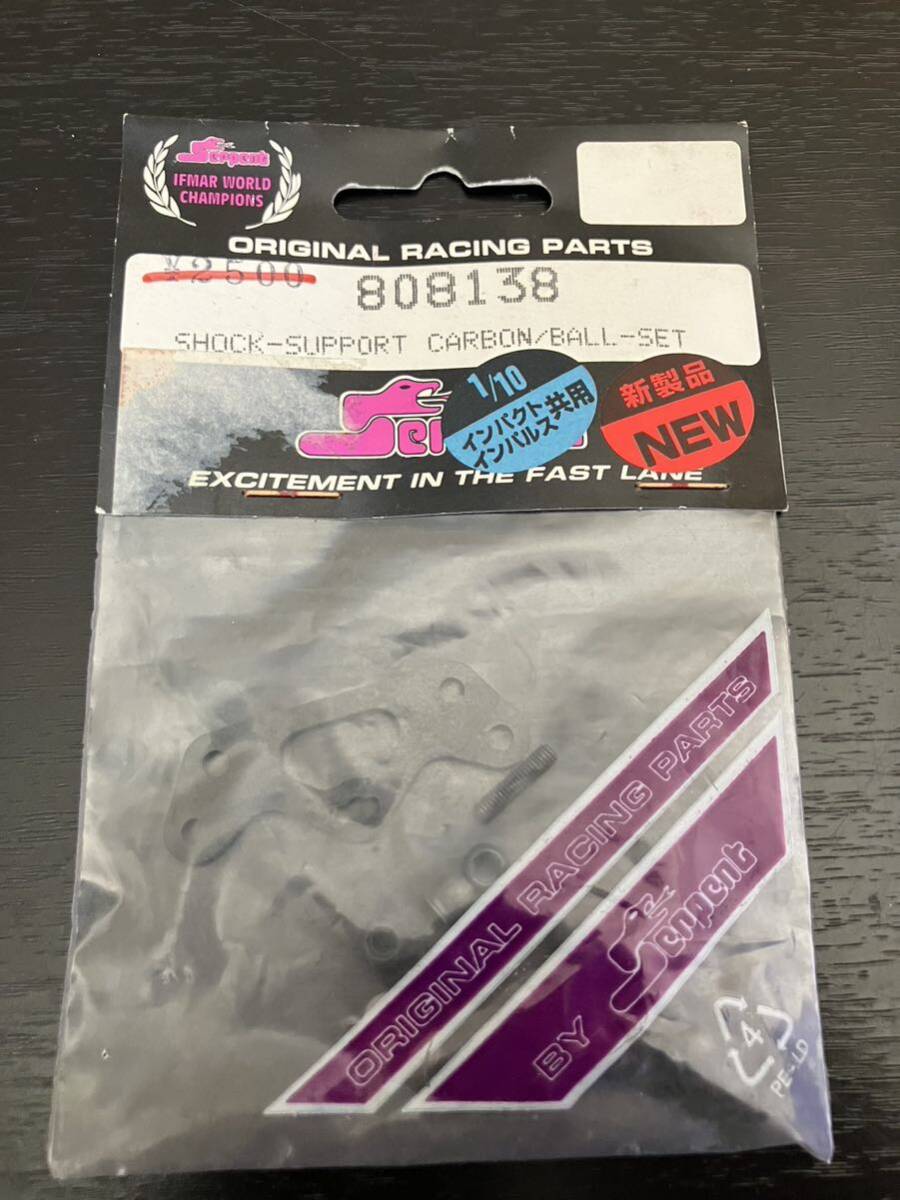 Serpent
IFMAR WORLD
CHAMPIONS
ORIGINAL RACING PARTS
¥2500
808138
SHOCK-SUPPORT CARBON/BALL-SET
1/10
インパクト
インパルス
共用
新製品
NEW
EXCITEMENT IN THE FAST LANE
ORIGINAL RACING PARTS
BY Serpent
4
PE-LD